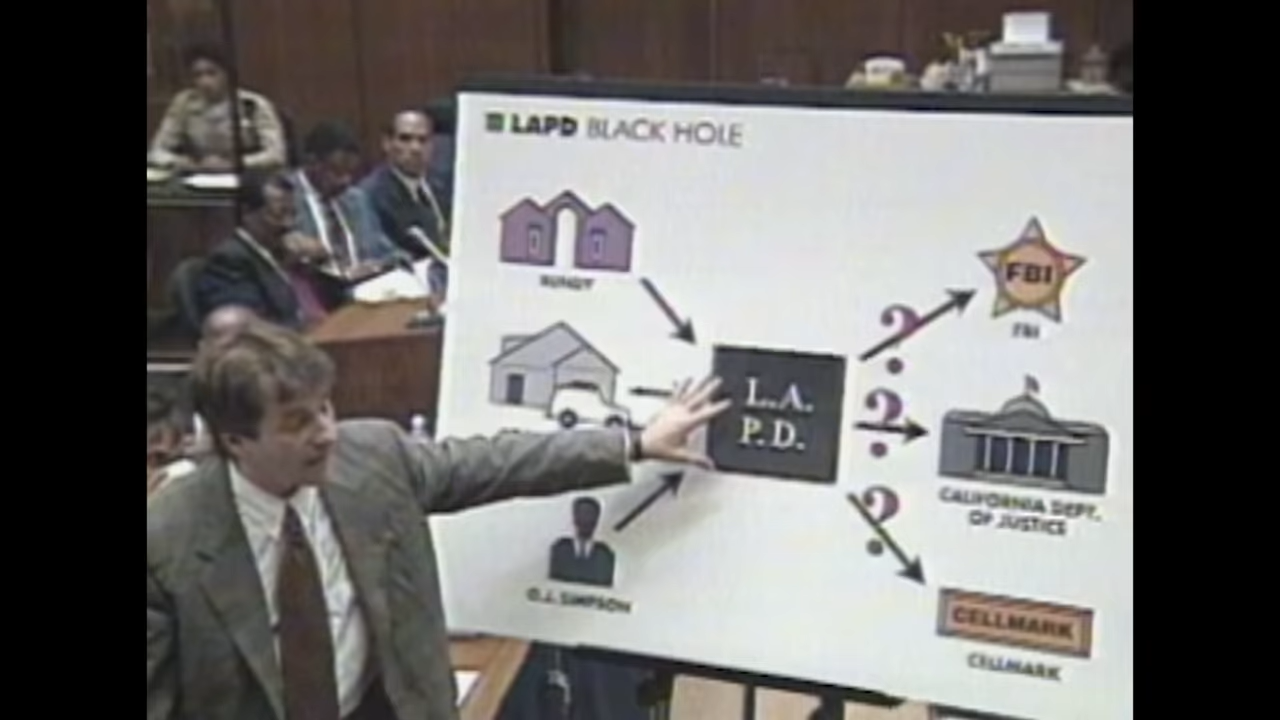 LAPD BLACK HOLE
BUNDY
L.A.
P.D.
O.J. SIMPSON
FBI
FBI
?
?
?
CALIFORNIA DEPT.
OF JUSTICE
CELLMARK
CELLMARK